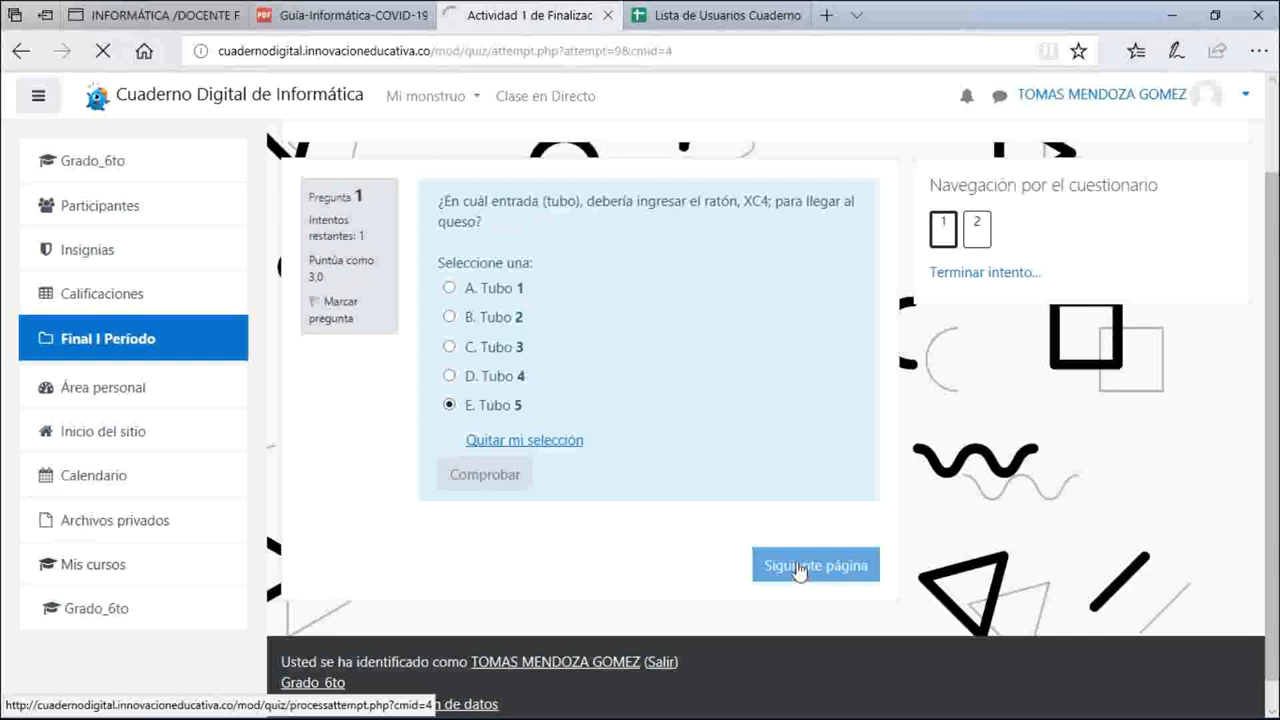 INFORMÁTICA /DOCENTE F
Guía-Informática-COVID-19
Actividad 1 de Finalizac
Lista de Usuarios Cuaderno
cuadernodigital.innovacioneducativa.co/mod/quiz/attempt.php?attempt=98&cmid=4
Cuaderno Digital de Informática
Mi monstruo
Clase en Directo
TOMAS MENDOZA GOMEZ
Grado_6to
Participantes
Insignias
Calificaciones
Final I Período
Área personal
Inicio del sitio
Calendario
Archivos privados
Mis cursos
Grado_6to
Pregunta 1
Intentos
restantes: 1
Puntúa como
3,0
Marcar
pregunta
¿En cuál entrada (tubo), debería ingresar el ratón, XC4; para llegar al
queso?
Seleccione una:
A. Tubo 1
B. Tubo 2
C. Tubo 3
D. Tubo 4
E. Tubo 5
Quitar mi selección
Comprobar
Siguiente página
Navegación por el cuestionario
1 2
Terminar intento...
Usted se ha identificado como TOMAS MENDOZA GOMEZ (Salir)
Grado_6to
n de datos
http://cuadernodigital.innovacioneducativa.co/mod/quiz/processattempt.php?cmid=4